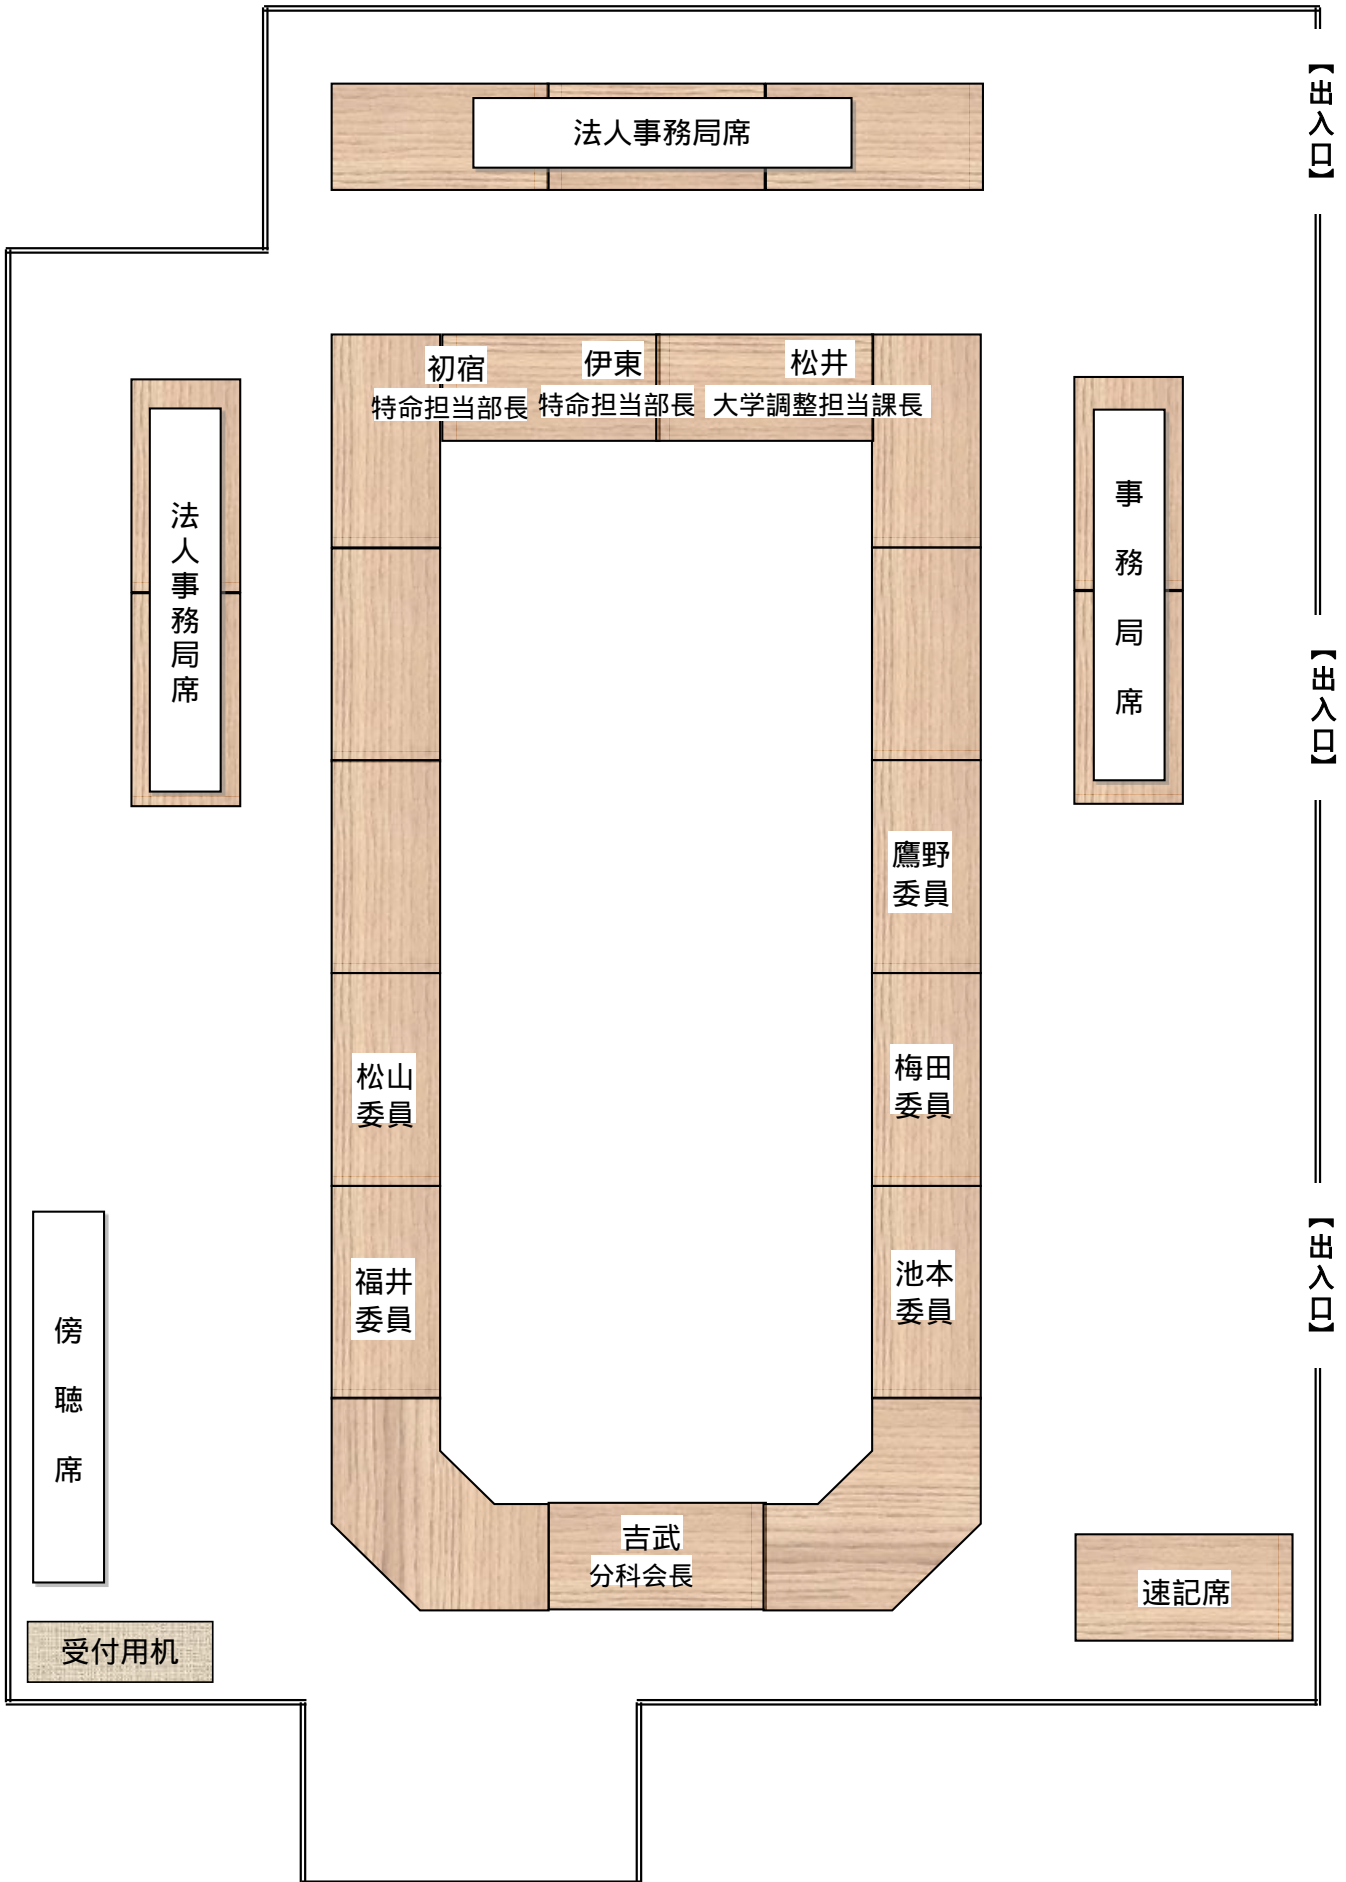 【出入口】
法人事務局席
初宿
特命担当部長
伊東
特命担当部長
松井
大学調整担当課長
法人事務局席
事務局席
【出入口】
鷹野
委員
松山
委員
梅田
委員
福井
委員
池本
委員
【出入口】
傍聴席
吉武
分科会長
速記席
受付用机